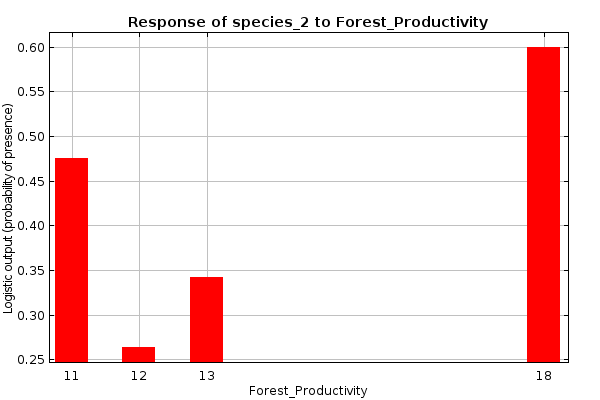 Response of species_2 to Forest_Productivity
Logistic output (probability of presence)
0.60
0.55
0.50
0.45
0.40
0.35
0.30
0.25
11 12 13 18
Forest_Productivity